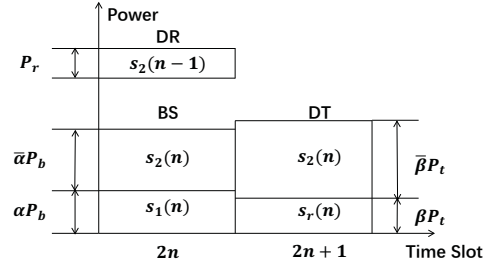 Power
DR
P_r
s_2(n−1)
BS
DT
ᾱP_b
s_2(n)
s_2(n)
β̄P_t
αP_b
s_1(n)
s_r(n)
βP_t
2n
2n+1
Time Slot